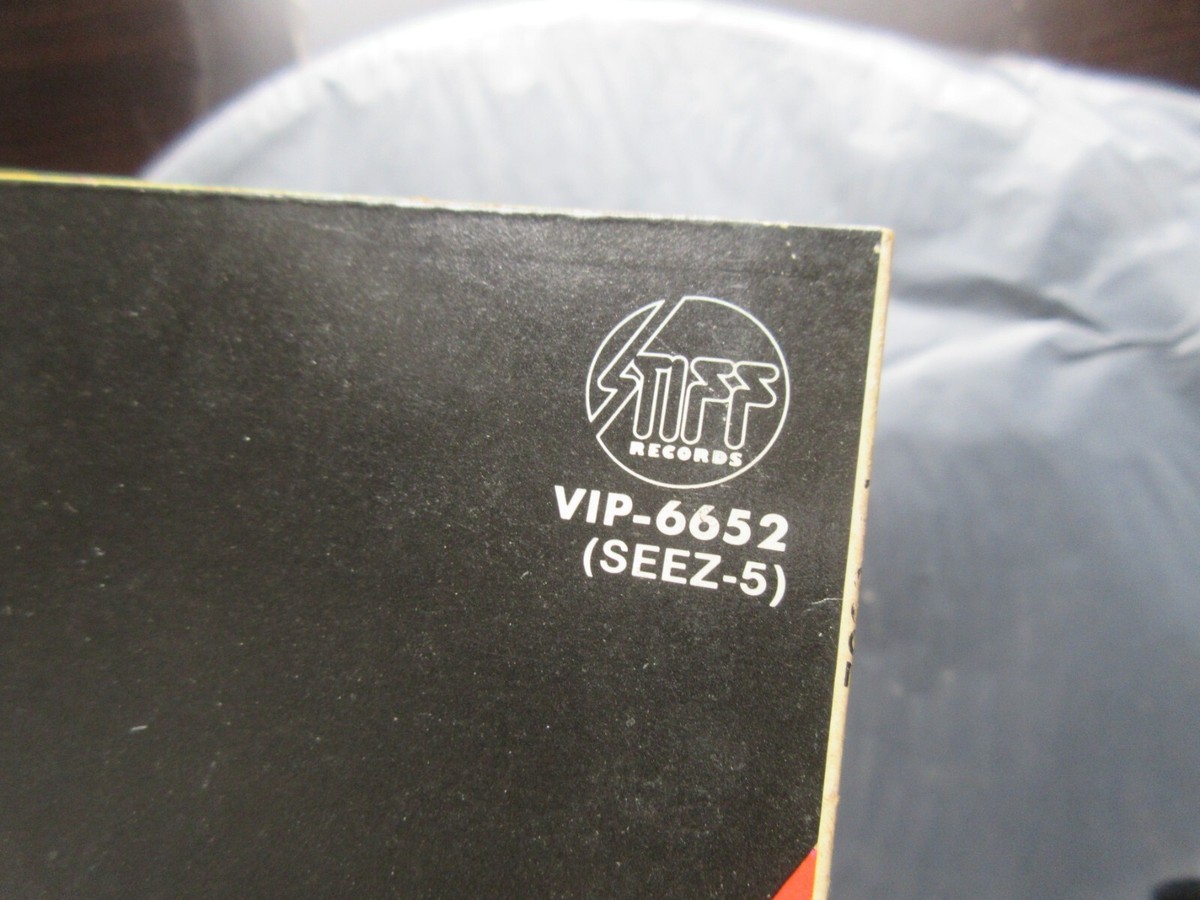 STIFF
RECORDS
VIP-6652
(SEEZ-5)